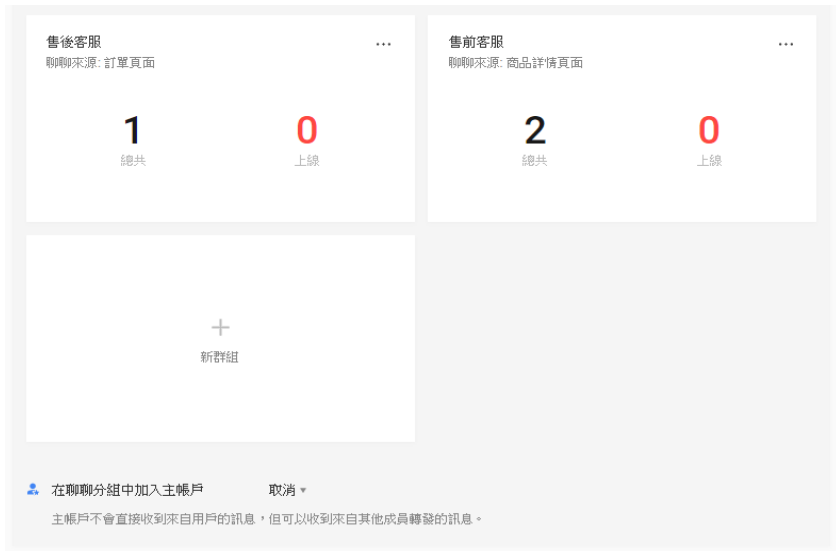 售後客服
聊聊來源: 訂單頁面
1
總共
0
上線
售前客服
聊聊來源: 商品詳情頁面
2
總共
0
上線
新群組
在聊聊分組中加入主帳戶 取消
主帳戶不會直接收到來自用戶的訊息，但可以收到來自其他成員轉發的訊息。